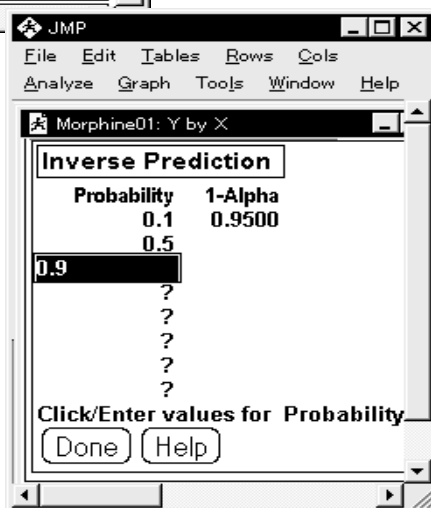 JMP
File Edit Tables Rows Cols
Analyze Graph Tools Window Help
Morphine01: Y by X
Inverse Prediction
Probability 1-Alpha
0.1 0.9500
0.5
0.9
?
?
?
?
?
Click/Enter values for Probability
Done Help